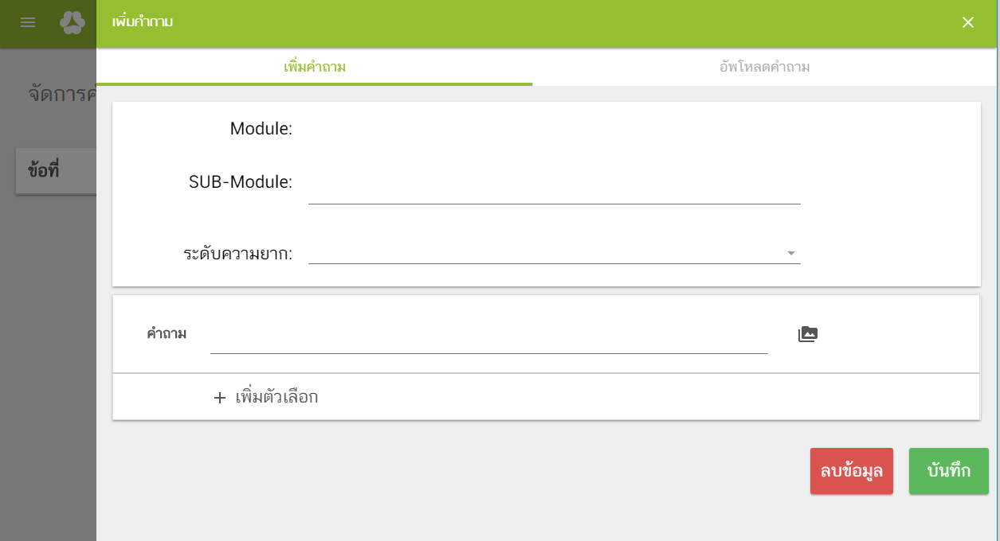 เพิ่มคำถาม
เพิ่มคำถาม
อัพโหลดคำถาม
จัดการค
ข้อที่
Module:
SUB-Module:
ระดับความยาก:
คำถาม
+ เพิ่มตัวเลือก
ลบข้อมูล
บันทึก